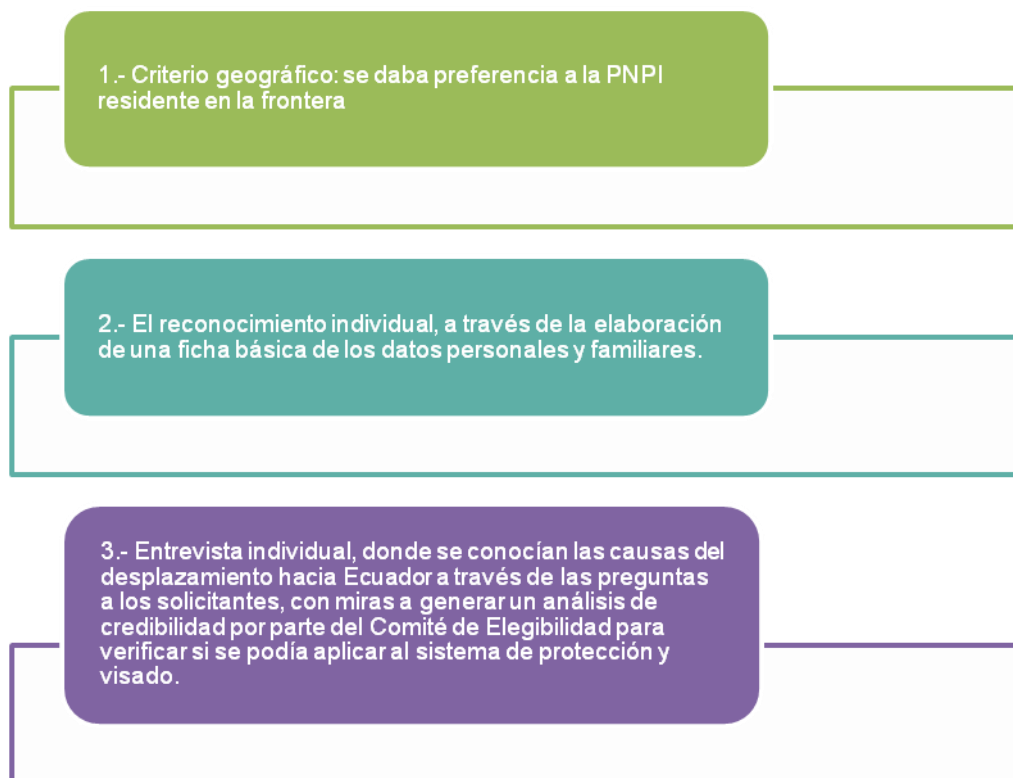 1.- Criterio geográfico: se daba preferencia a la PNPI
residente en la frontera
2.- El reconocimiento individual, a través de la elaboración
de una ficha básica de los datos personales y familiares.
3.- Entrevista individual, donde se conocían las causas del
desplazamiento hacia Ecuador a través de las preguntas
a los solicitantes, con miras a generar un análisis de
credibilidad por parte del Comité de Elegibilidad para
verificar si se podía aplicar al sistema de protección y
visado.